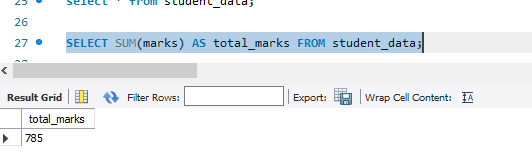 25 select * from student_data;
26
27 SELECT SUM(marks) AS total_marks FROM student_data;
Result Grid Filter Rows: Export: Wrap Cell Content: IA
total_marks
785